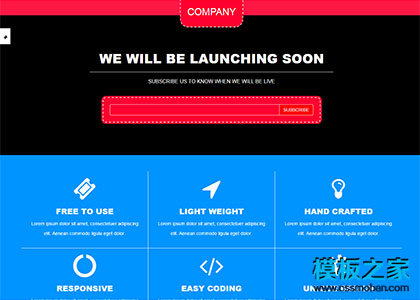 COMPANY
WE WILL BE LAUNCHING SOON
SUBSCRIBE US TO KNOW WHEN WE WILL BE LIVE
SUBSCRIBE
FREE TO USE
LIGHT WEIGHT
HAND CRAFTED
Lorem ipsum dolor sit amet, consectetuer adipiscing
elit. Aenean commodo ligula eget dolor.
Lorem ipsum dolor sit amet, consectetuer adipiscing
elit. Aenean commodo ligula eget dolor.
Lorem ipsum dolor sit amet, consectetuer adipiscing
elit. Aenean commodo ligula eget dolor.
RESPONSIVE
EASY CODING
模板之家
www.cssmoban.com